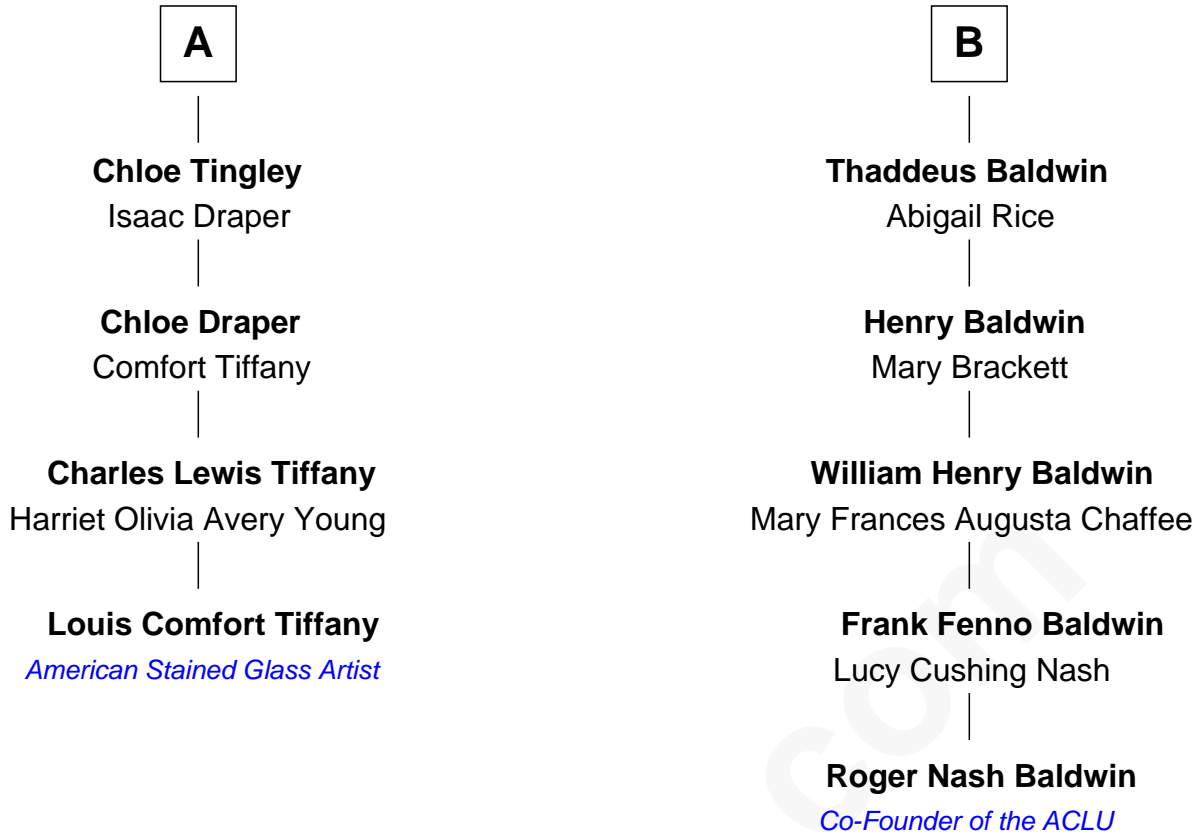 A
Chloe Tingley
Isaac Draper
Chloe Draper
Comfort Tiffany
Charles Lewis Tiffany
Harriet Olivia Avery Young
Louis Comfort Tiffany
American Stained Glass Artist
B
Thaddeus Baldwin
Abigail Rice
Henry Baldwin
Mary Brackett
William Henry Baldwin
Mary Frances Augusta Chaffee
Frank Fenno Baldwin
Lucy Cushing Nash
Roger Nash Baldwin
Co-Founder of the ACLU
com